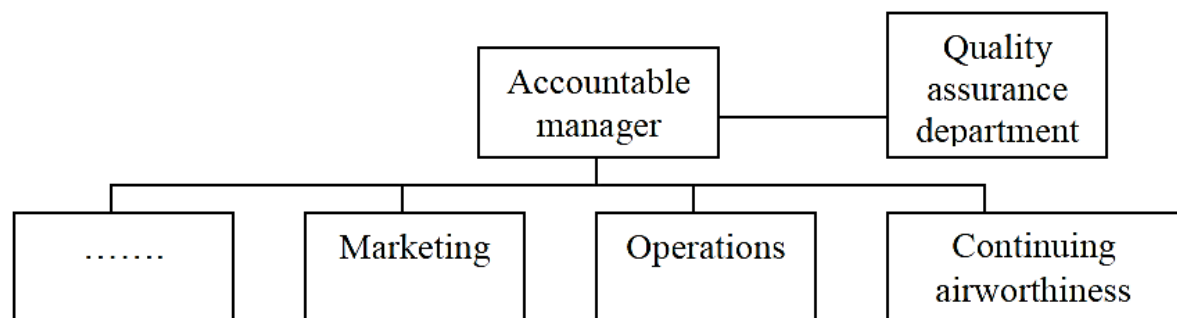 Quality
assurance
department
Accountable
manager
…….
Marketing
Operations
Continuing
airworthiness